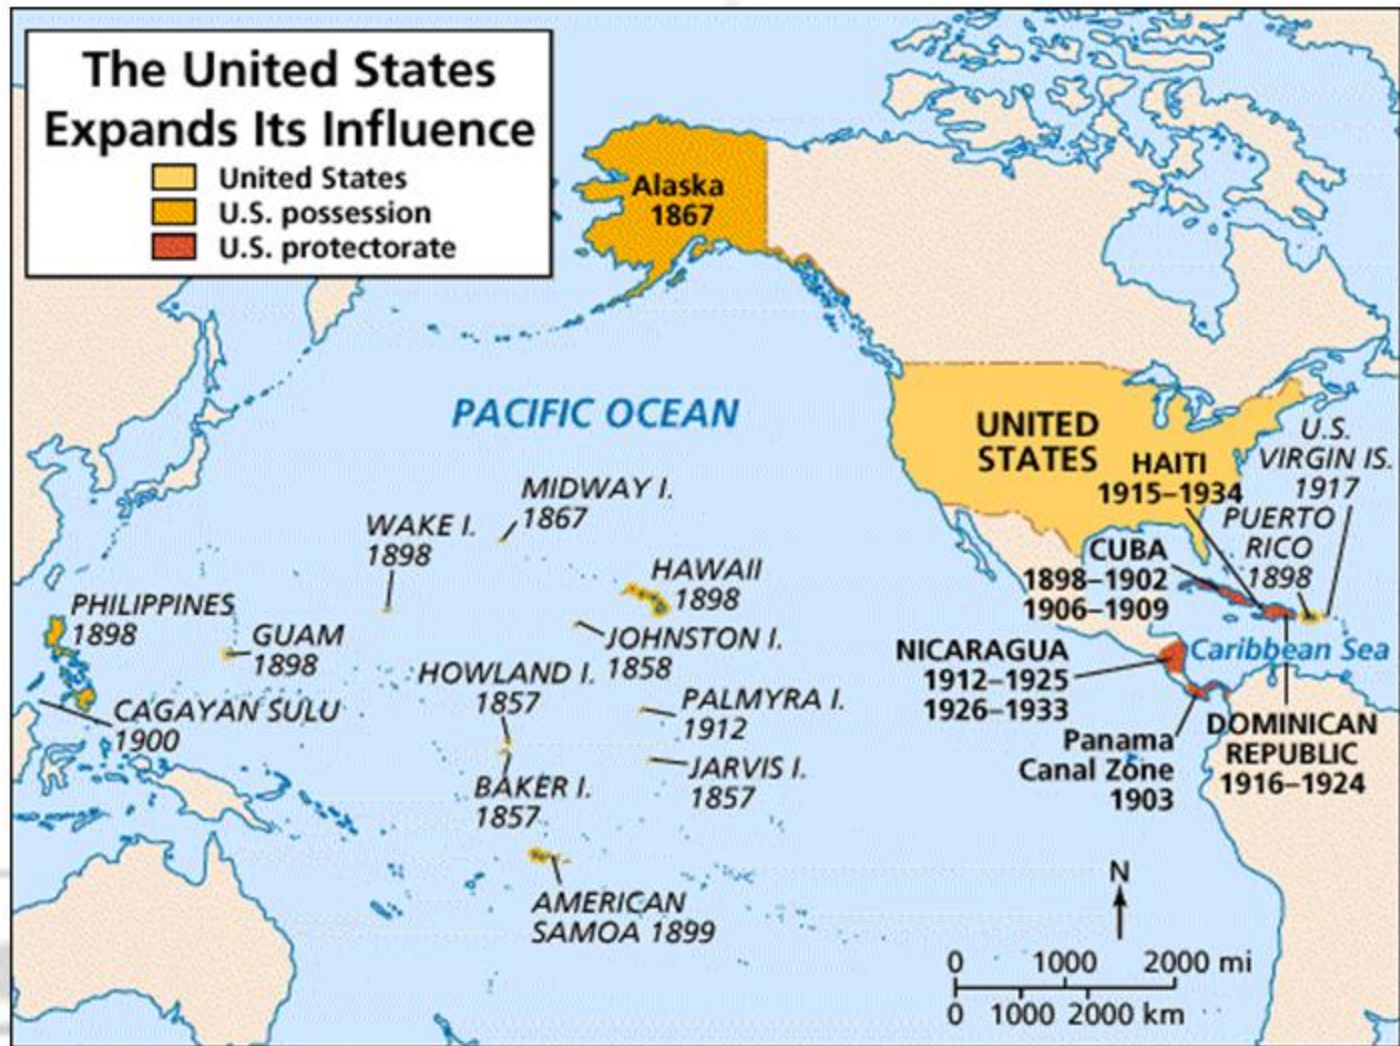 The United States
Expands Its Influence
United States
U.S. possession
U.S. protectorate
Alaska
1867
PACIFIC OCEAN
UNITED
STATES
HAITI
1915–1934
U.S.
VIRGIN IS.
1917
PUERTO
RICO
1898
CUBA
1898–1902
1906–1909
MIDWAY I.
1867
WAKE I.
1898
HAWAII
1898
PHILIPPINES
1898
GUAM
1898
JOHNSTON I.
1858
HOWLAND I.
1857
NICARAGUA
1912–1925
1926–1933
Caribbean Sea
CAGAYAN SULU
1900
PALMYRA I.
1912
Panama
Canal Zone
1903
DOMINICAN
REPUBLIC
1916–1924
JARVIS I.
1857
BAKER I.
1857
AMERICAN
SAMOA 1899
N
0 1000 2000 mi
0 1000 2000 km